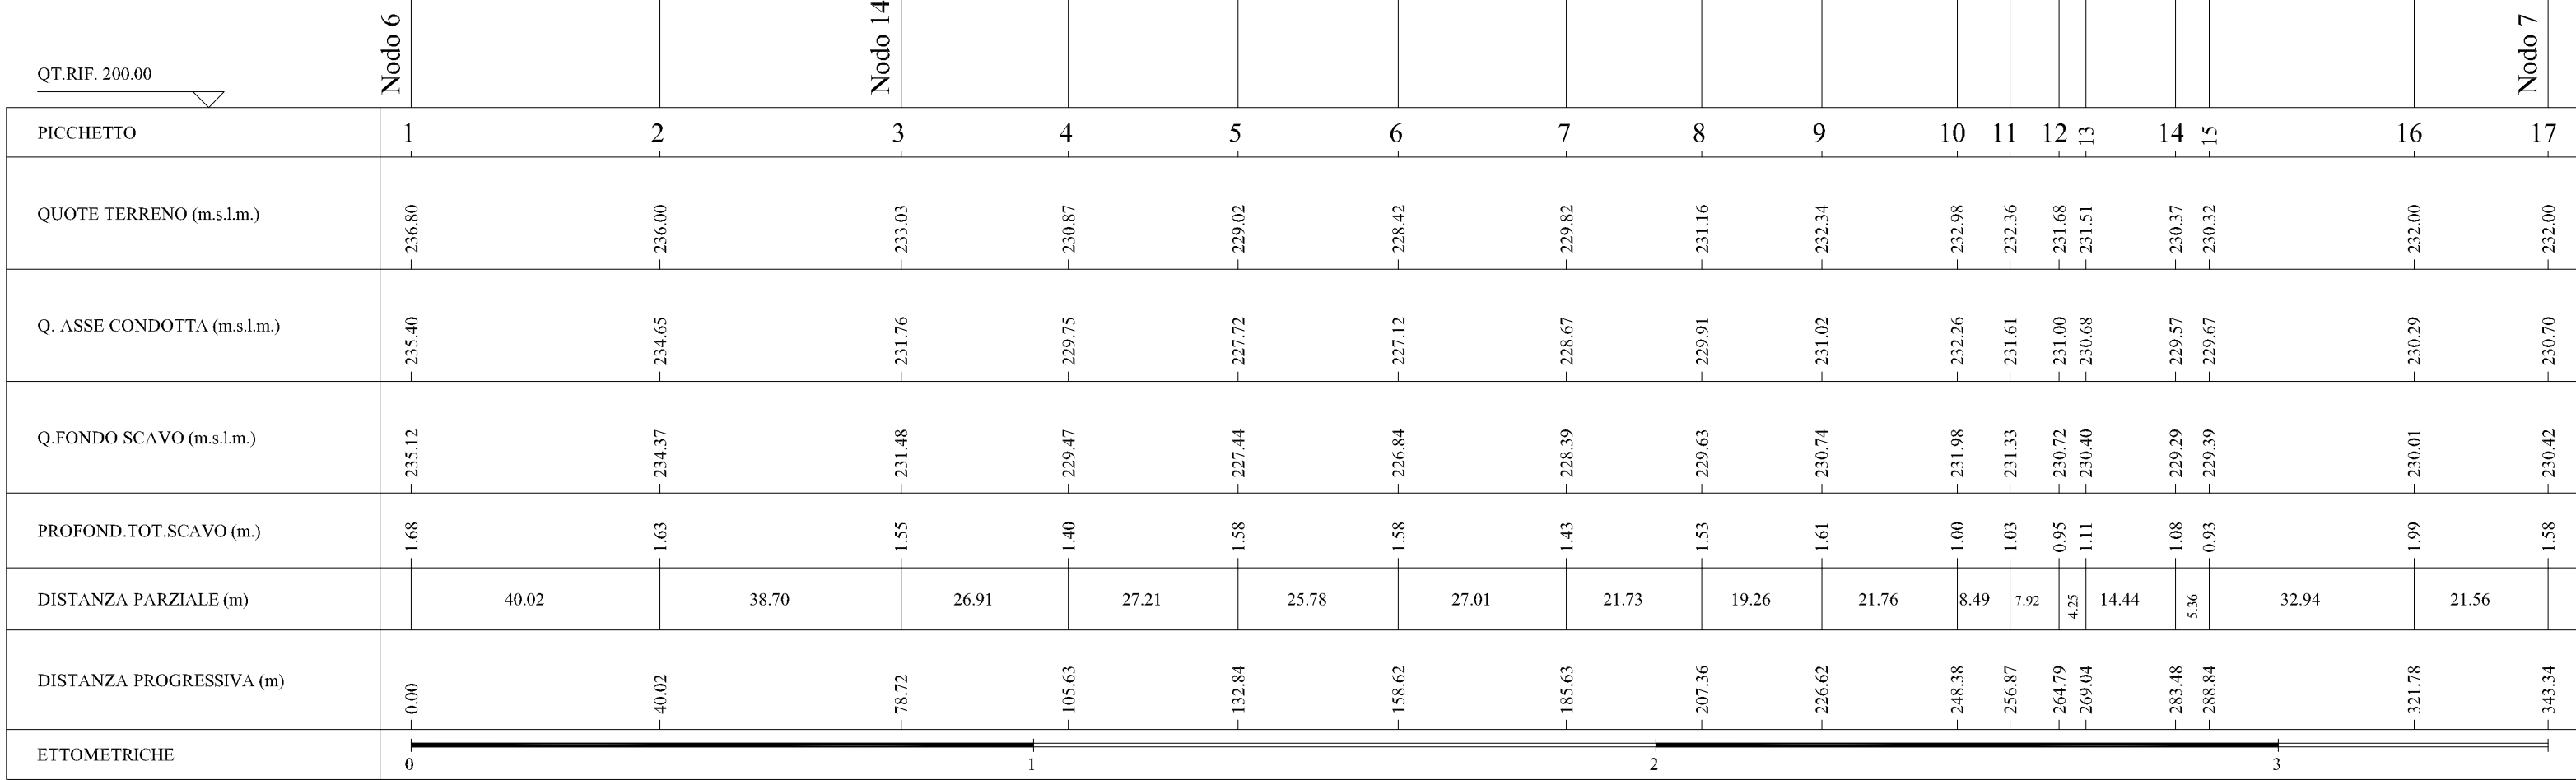 Nodo 6
Nodo 14
Nodo 7
QT.RIF. 200.00
PICCHETTO 1 2 3 4 5 6 7 8 9 10 11 12 13 14 15 16 17
QUOTE TERRENO (m.s.l.m.) 236.80 236.00 233.03 230.87 229.02 228.42 229.82 231.16 232.34 232.98 232.36 231.68 231.51 230.37 230.32 232.00 232.00
Q. ASSE CONDOTTA (m.s.l.m.) 235.40 234.65 231.76 229.75 227.72 227.12 228.67 229.91 231.02 232.26 231.61 231.00 230.68 229.57 229.67 230.29 230.70
Q.FONDO SCAVO (m.s.l.m.) 235.12 234.37 231.48 229.47 227.44 226.84 228.39 229.63 230.74 231.98 231.33 230.72 230.40 229.29 229.39 230.01 230.42
PROFOND.TOT.SCAVO (m.) 1.68 1.63 1.55 1.40 1.58 1.58 1.43 1.53 1.61 1.00 1.03 0.95 1.11 1.08 0.93 1.99 1.58
DISTANZA PARZIALE (m) 40.02 38.70 26.91 27.21 25.78 27.01 21.73 19.26 21.76 8.49 7.92 4.25 14.44 5.36 32.94 21.56
DISTANZA PROGRESSIVA (m) 0.00 40.02 78.72 105.63 132.84 158.62 185.63 207.36 226.62 248.38 256.87 264.79 269.04 283.48 288.84 321.78 343.34
ETTOMETRICHE 0 1 2 3